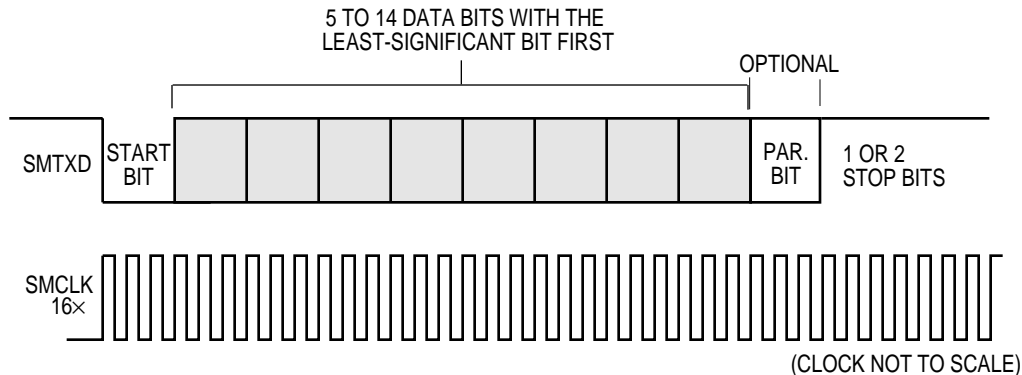 5 TO 14 DATA BITS WITH THE
LEAST-SIGNIFICANT BIT FIRST
OPTIONAL
SMTXD
START
BIT
PAR.
BIT
1 OR 2
STOP BITS
SMCLK
16×
(CLOCK NOT TO SCALE)